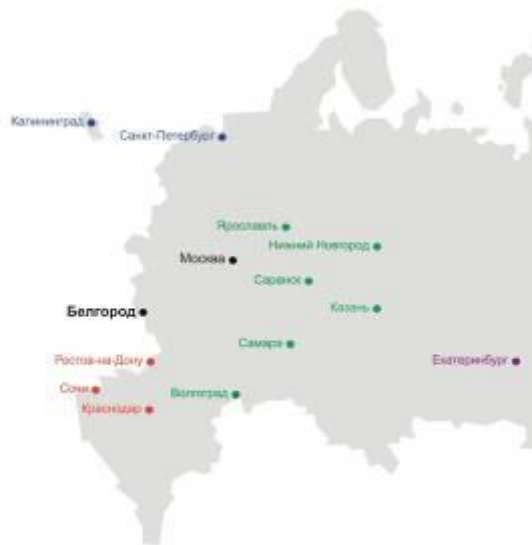 Калининград
Санкт-Петербург
Ярославль
Нижний Новгород
Москва
Саранск
Казань
Белгород
Самара
Ростов-на-Дону
Екатеринбург
Сочи
Волгоград
Краснодар